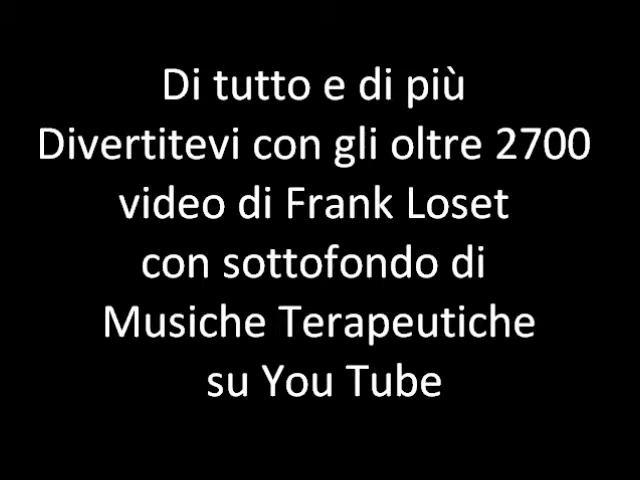 Di tutto e di più
Divertitevi con gli oltre 2700
video di Frank Loset
con sottofondo di
Musiche Terapeutiche
su You Tube